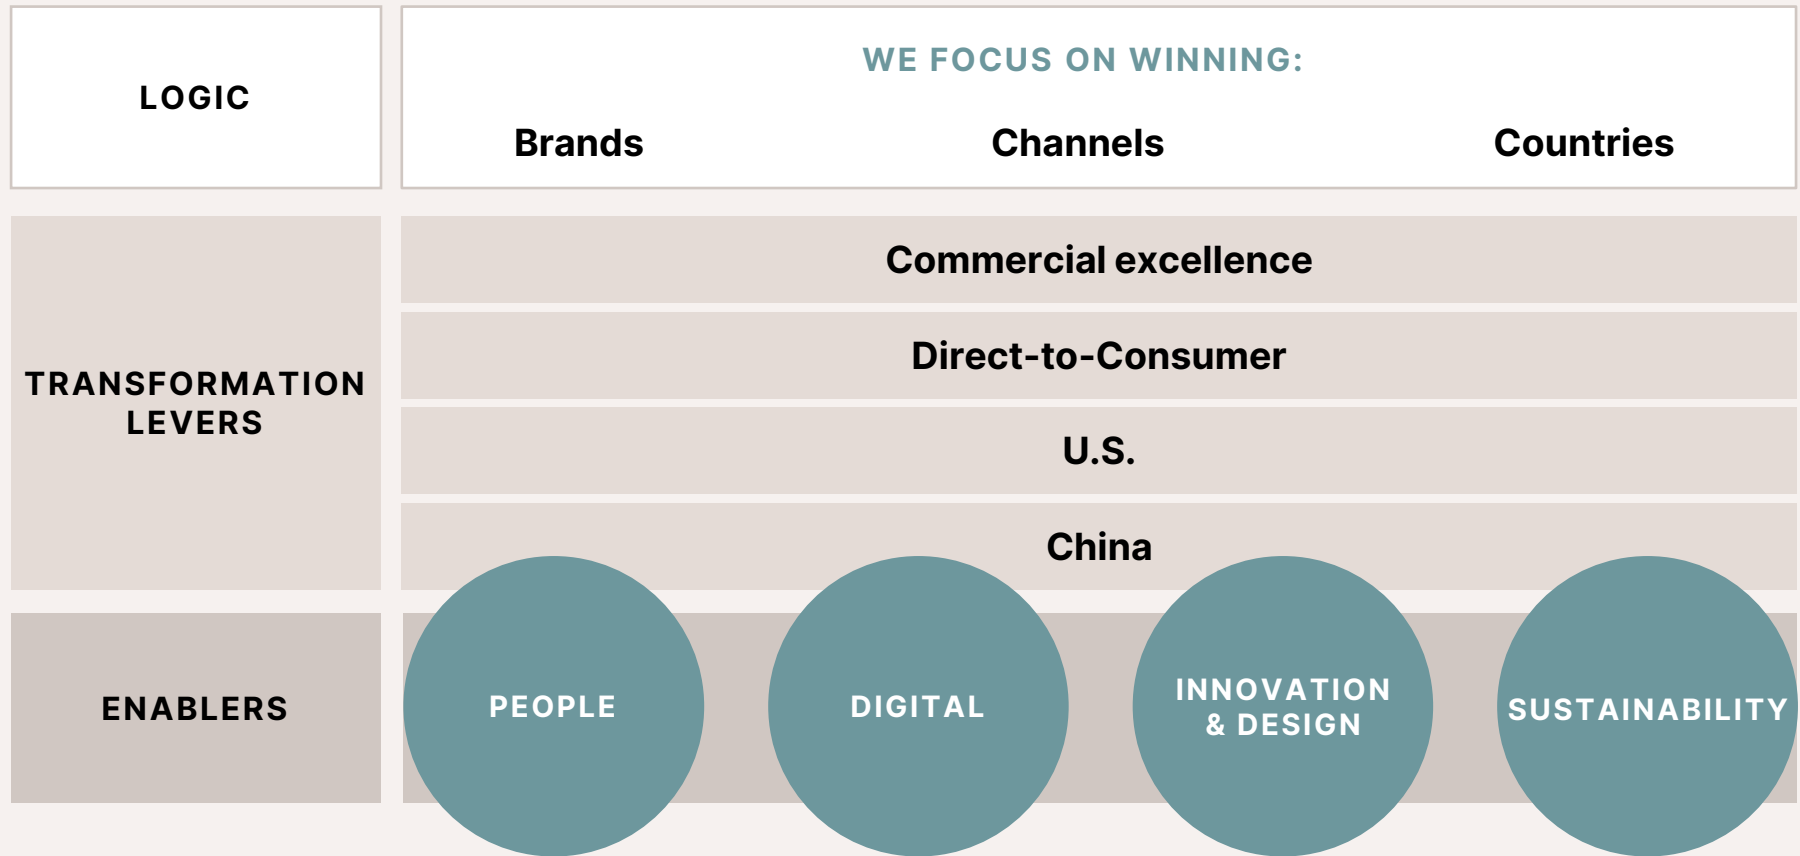 LOGIC
WE FOCUS ON WINNING:
Brands
Channels
Countries
TRANSFORMATION
LEVERS
Commercial excellence
Direct-to-Consumer
U.S.
China
ENABLERS
PEOPLE
DIGITAL
INNOVATION
& DESIGN
SUSTAINABILITY